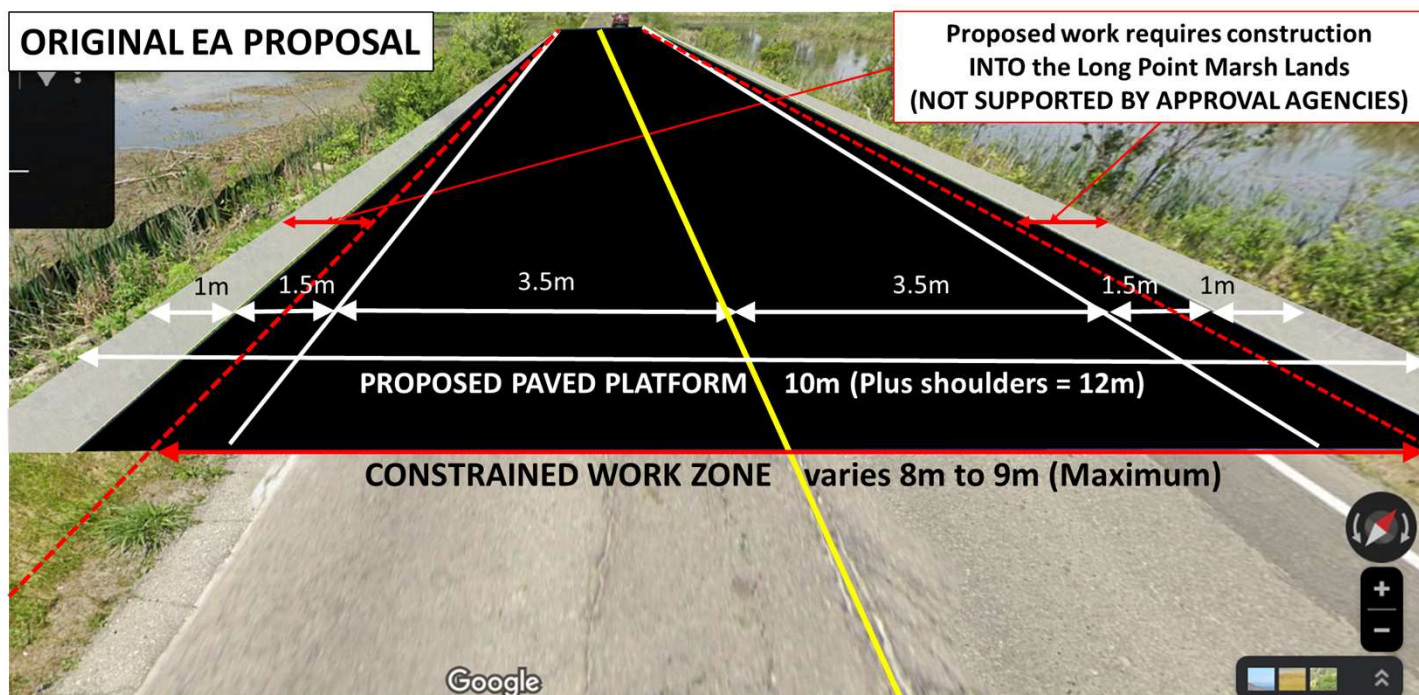 ORIGINAL EA PROPOSAL
Proposed work requires construction
INTO the Long Point Marsh Lands
(NOT SUPPORTED BY APPROVAL AGENCIES)
1m 1.5m 3.5m 3.5m 1.5m 1m
PROPOSED PAVED PLATFORM 10m (Plus shoulders = 12m)
CONSTRAINED WORK ZONE varies 8m to 9m (Maximum)
+
−
Google